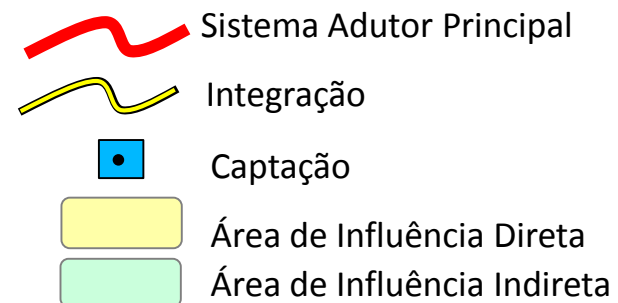 Sistema Adutor Principal
Integração
Captação
Área de Influência Direta
Área de Influência Indireta